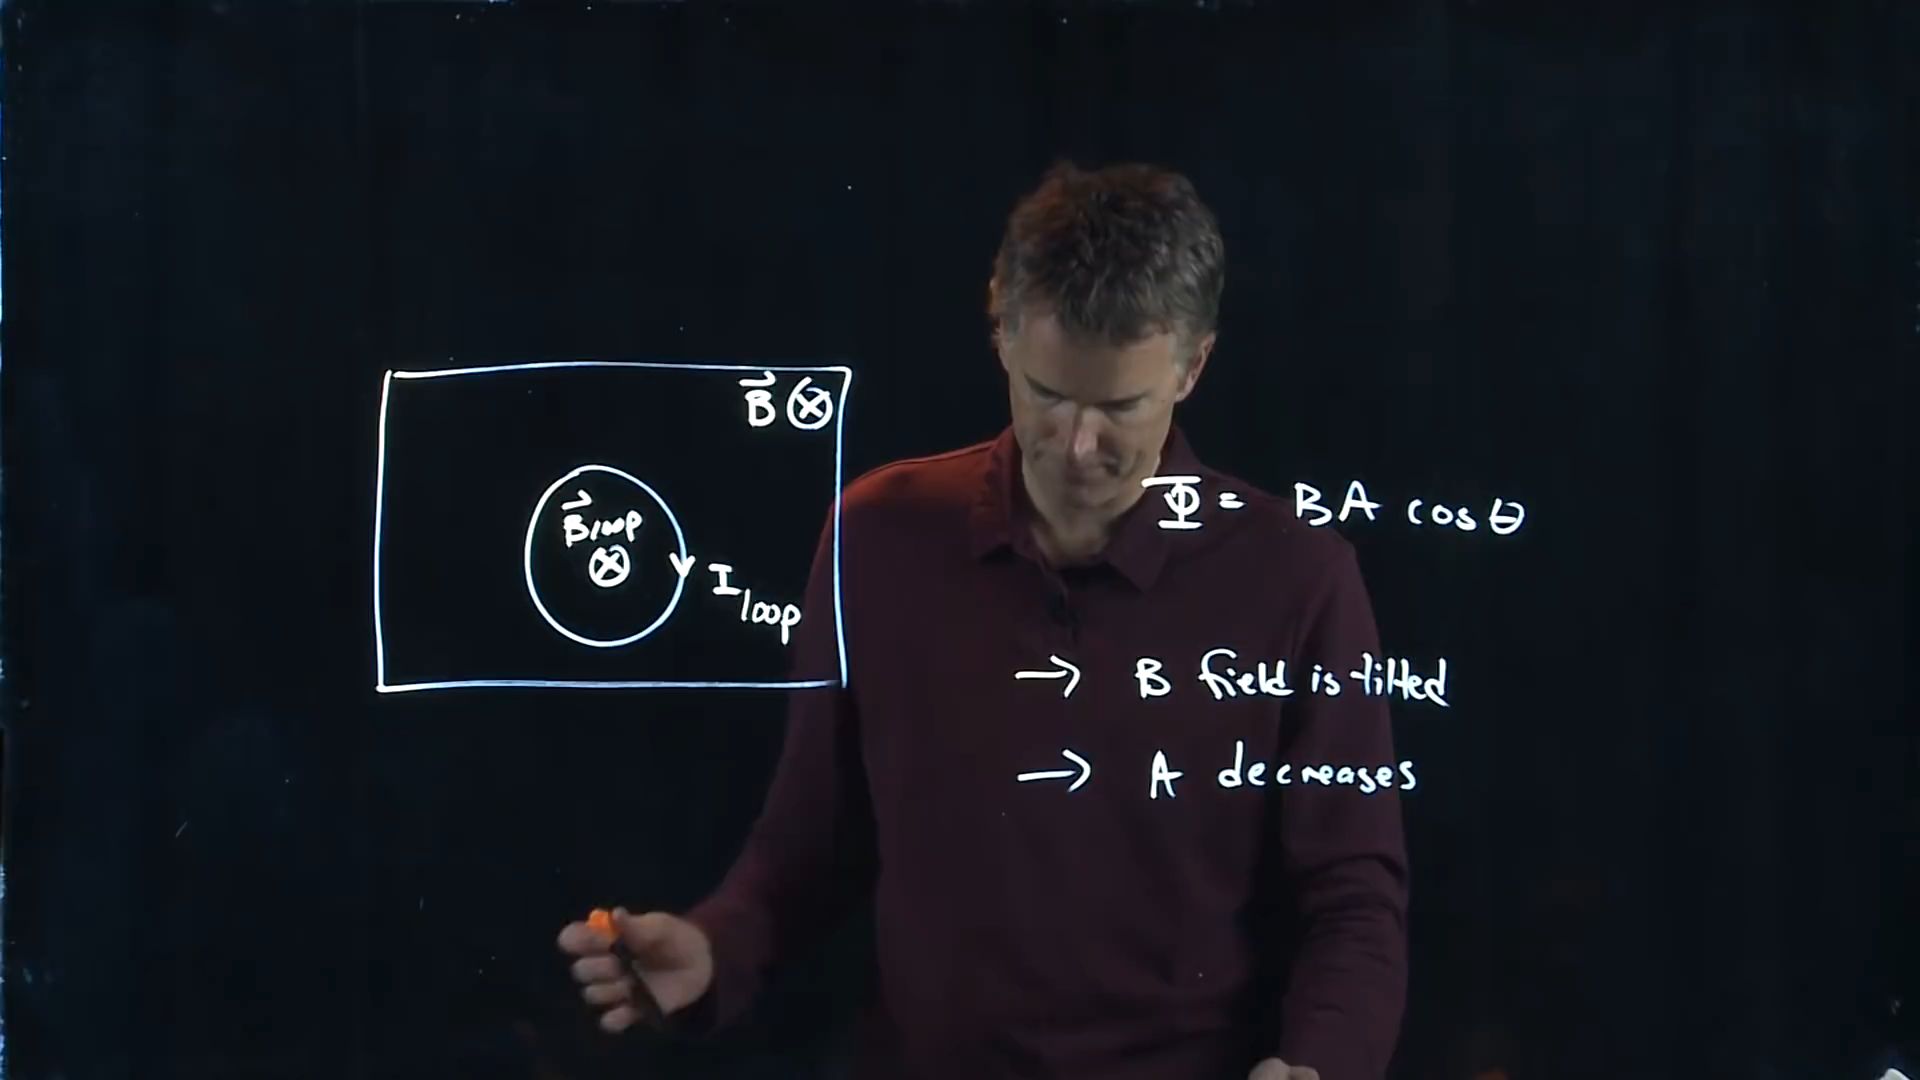 B⃗ ⊗
B⃗loop
⊗
I loop
Φ = BA cos θ
→ B field is tilted
→ A decreases